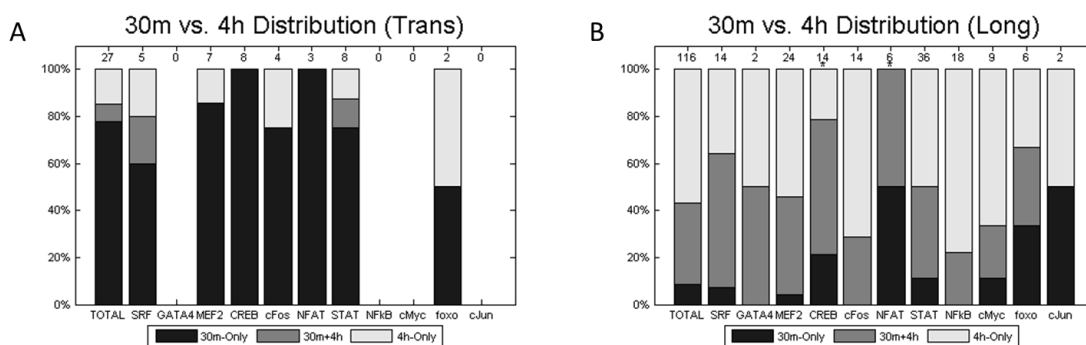 A
30m vs. 4h Distribution (Trans)
27 5 0 7 8 4 3 8 0 0 2 0
100%
80%
60%
40%
20%
0%
TOTAL SRF GATA4 MEF2 CREB cFos NFAT STAT NFkB cMyc foxo cJun
30m-Only 30m+4h 4h-Only
B
30m vs. 4h Distribution (Long)
116 14 2 24 14 14 6 36 18 9 6 2
* *
100%
80%
60%
40%
20%
0%
TOTAL SRF GATA4 MEF2 CREB cFos NFAT STAT NFkB cMyc foxo cJun
30m-Only 30m+4h 4h-Only